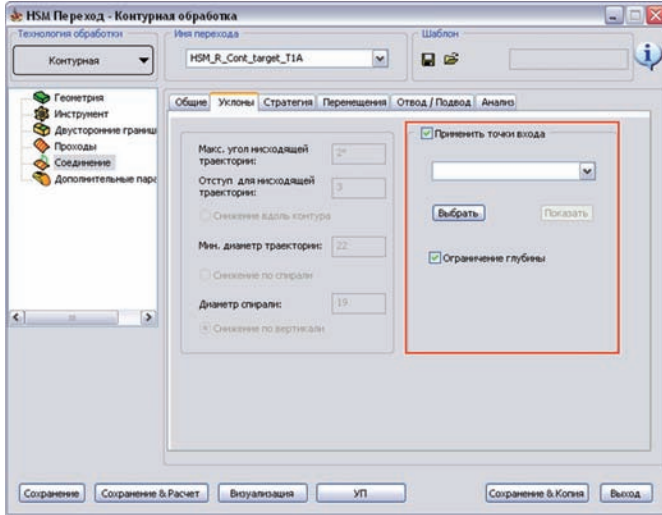 НSM Переход - Контурная обработка
Технология обработки
Имя перехода
Шаблон
Контурная
HSM_R_Cont_target_T1A
Геометрия
Инструмент
Двусторонние границы
Проходы
Соединение
Дополнительные пара
Общие Уклоны Стратегия Перемещения Отвод / Подвод Анализ
Макс. угол нисходящей
траектории:
2°
Отступ для нисходящей
траектории:
3
Снижение вдоль контура
Мин. диаметр траектории: 22
Снижение по спирали
Диаметр спирали: 19
Снижение по вертикали
Применить точки входа
Выбрать Показать
Ограничение глубины
Сохранение Сохранение & Расчет Визуализация УП Сохранение & Копия Выход